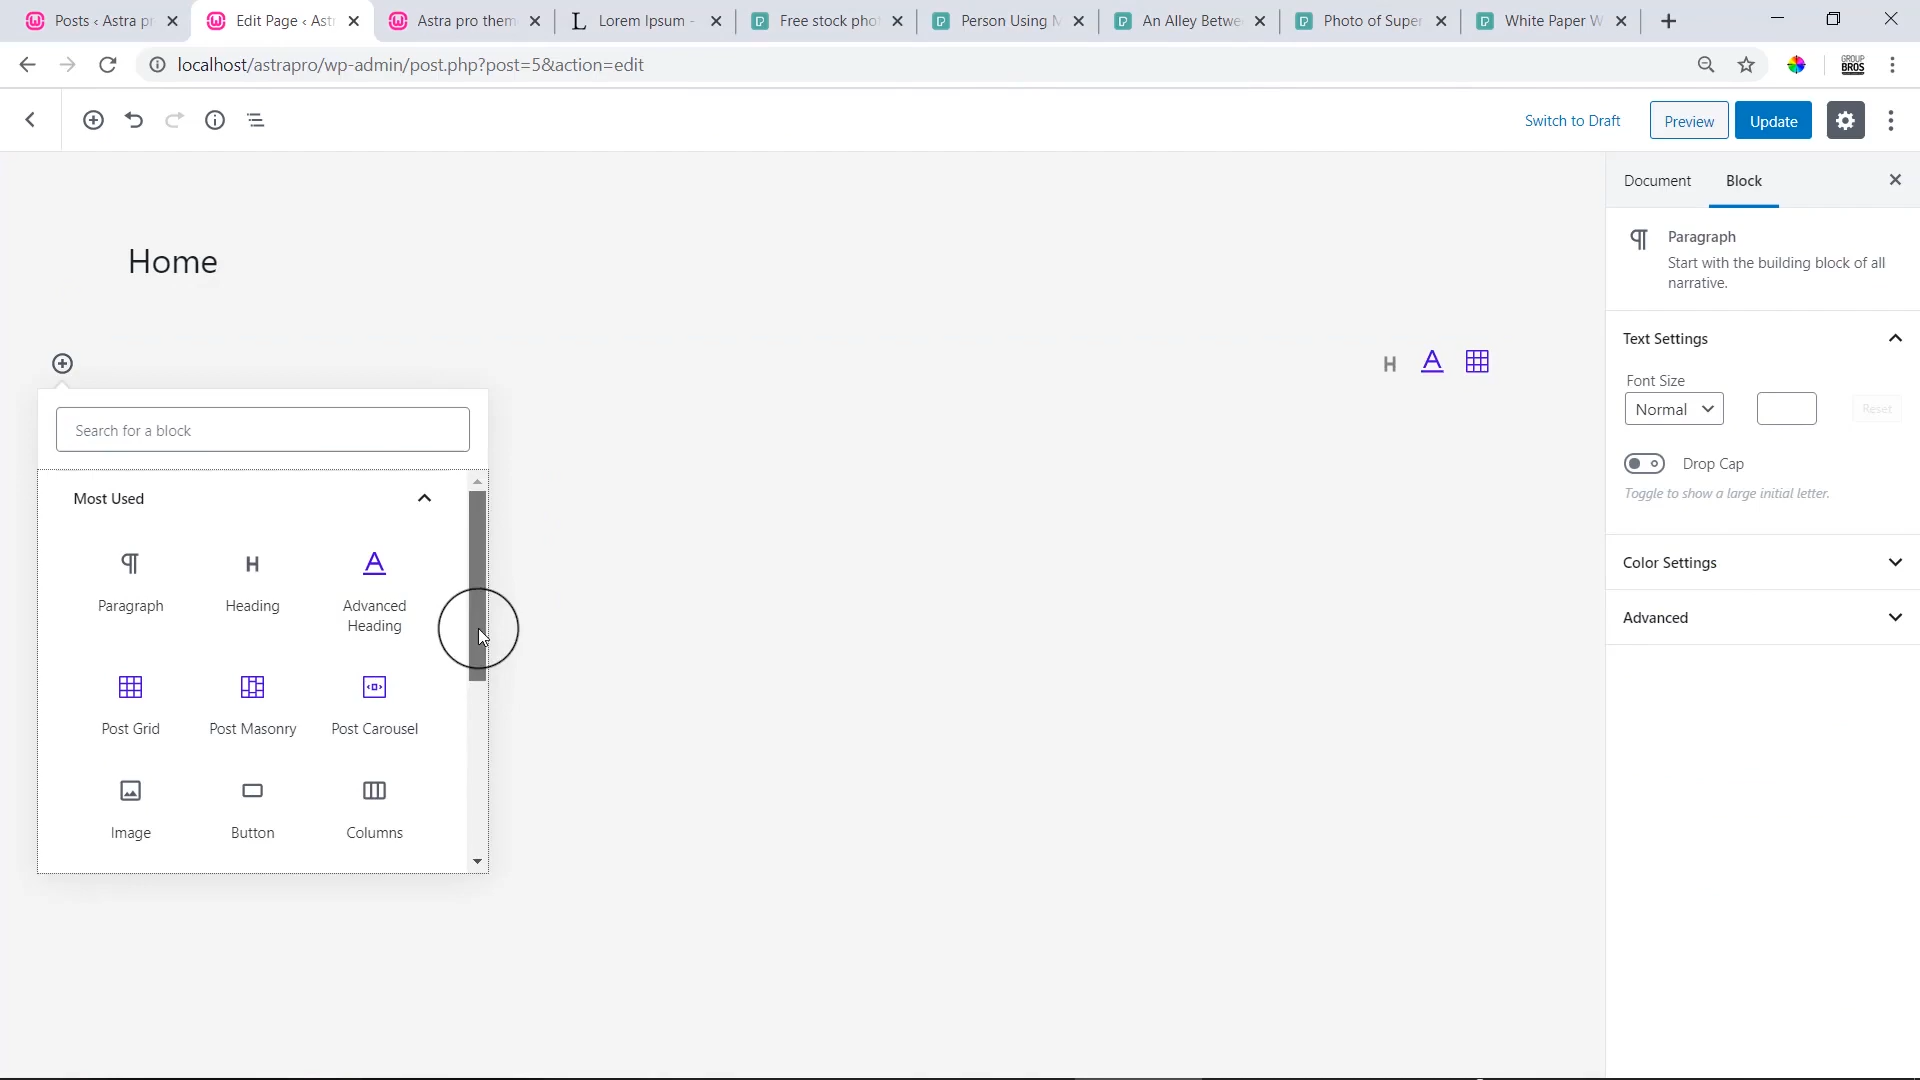 Posts ‹ Astra pr
Edit Page ‹ Ast
Astra pro them
Lorem Ipsum -
Free stock pho
Person Using M
An Alley Betwe
Photo of Super
White Paper W
localhost/astrapro/wp-admin/post.php?post=5&action=edit
GROUP
BROS
Switch to Draft
Preview
Update
Document
Block
Paragraph
Start with the building block of all
narrative.
Home
Text Settings
Font Size
Normal
Reset
Drop Cap
Toggle to show a large initial letter.
Color Settings
Advanced
Search for a block
Most Used
Paragraph
Heading
Advanced
Heading
Post Grid
Post Masonry
Post Carousel
Image
Button
Columns